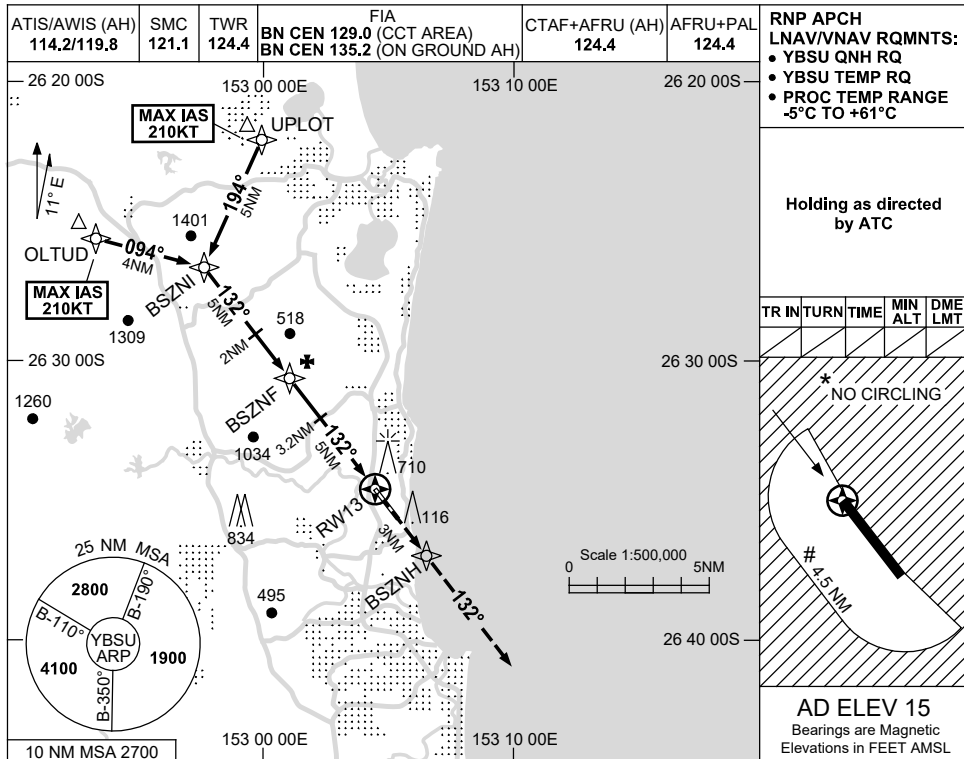 ATIS/AWIS (AH)
114.2/119.8
SMC
121.1
TWR
124.4
FIA
BN CEN 129.0 (CCT AREA)
BN CEN 135.2 (ON GROUND AH)
CTAF+AFRU (AH)
124.4
AFRU+PAL
124.4
RNP APCH
LNAV/VNAV RQMNTS:
• YBSU QNH RQ
• YBSU TEMP RQ
• PROC TEMP RANGE
-5°C TO +61°C
Holding as directed
by ATC
TR IN
TURN
TIME
MIN
ALT
DME
LMT
26 20 00S
153 00 00E
153 10 00E
26 20 00S
MAX IAS
210KT
UPLOT
11° E
194°
5NM
1401
OLTUD
094°
4NM
MAX IAS
210KT
BSZNI
132°
5NM
1309
518
2NM
26 30 00S
26 30 00S
BSZNF
1260
1034
3.2NM
132°
5NM
710
RW13
834
116
3NM
BSZNH
132°
Scale 1:500,000
0
5NM
495
25 NM MSA
2800
B-190°
B-110°
YBSU
ARP
4100
1900
B-350°
10 NM MSA 2700
26 40 00S
153 00 00E
153 10 00E
*
NO CIRCLING
# 4.5 NM
AD ELEV 15
Bearings are Magnetic
Elevations in FEET AMSL